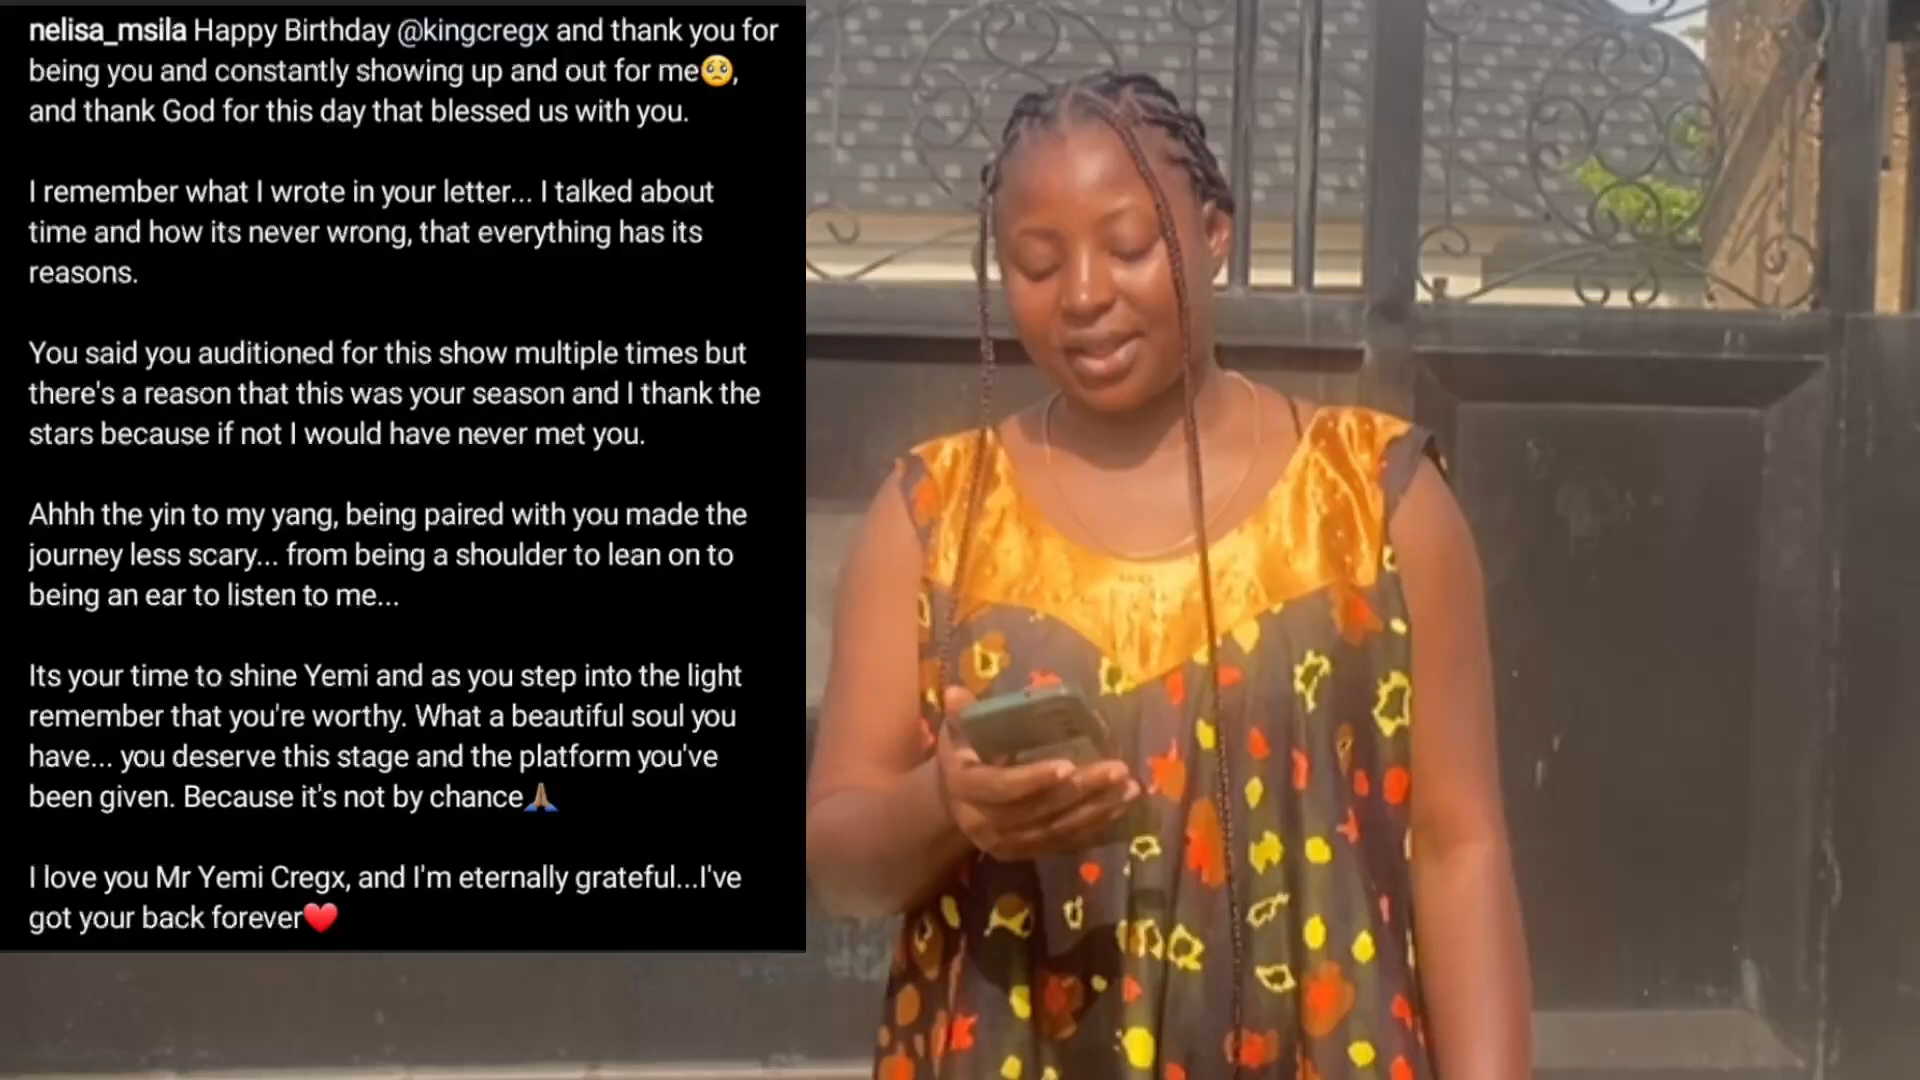 nelisa_msila Happy Birthday @kingcregx and thank you for
being you and constantly showing up and out for me🥺,
and thank God for this day that blessed us with you.
I remember what I wrote in your letter... I talked about
time and how its never wrong, that everything has its
reasons.
You said you auditioned for this show multiple times but
there's a reason that this was your season and I thank the
stars because if not I would have never met you.
Ahhh the yin to my yang, being paired with you made the
journey less scary... from being a shoulder to lean on to
being an ear to listen to me...
Its your time to shine Yemi and as you step into the light
remember that you're worthy. What a beautiful soul you
have... you deserve this stage and the platform you've
been given. Because it's not by chance🙏🏾
I love you Mr Yemi Cregx, and I'm eternally grateful...I've
got your back forever❤️